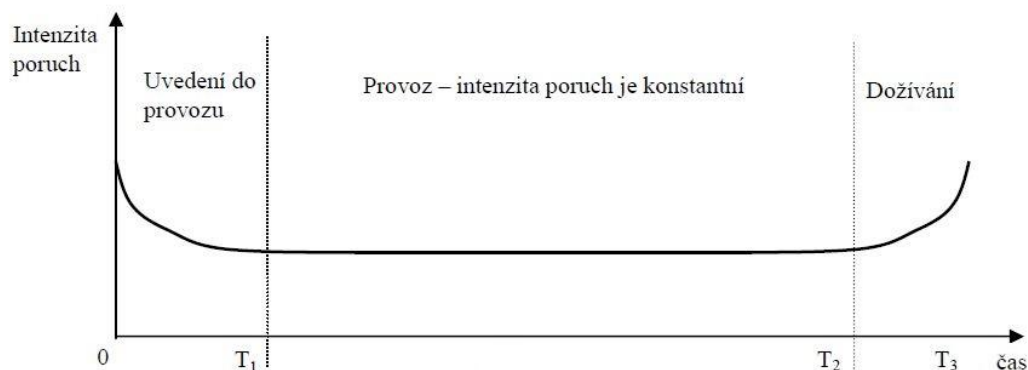 Intenzita
poruch
Uvedení do
provozu
Provoz – intenzita poruch je konstantní
Dožívání
0
T1
T2
T3
čas